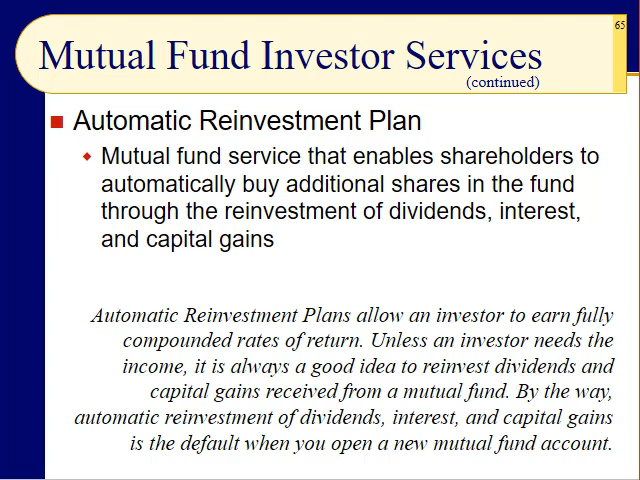 65
Mutual Fund Investor Services
(continued)
Automatic Reinvestment Plan
Mutual fund service that enables shareholders to
automatically buy additional shares in the fund
through the reinvestment of dividends, interest,
and capital gains
Automatic Reinvestment Plans allow an investor to earn fully
compounded rates of return. Unless an investor needs the
income, it is always a good idea to reinvest dividends and
capital gains received from a mutual fund. By the way,
automatic reinvestment of dividends, interest, and capital gains
is the default when you open a new mutual fund account.